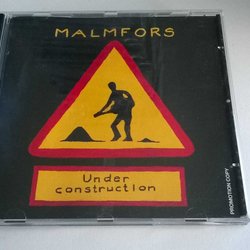 MALMFORS
Under
construction
PROMOTION COPY